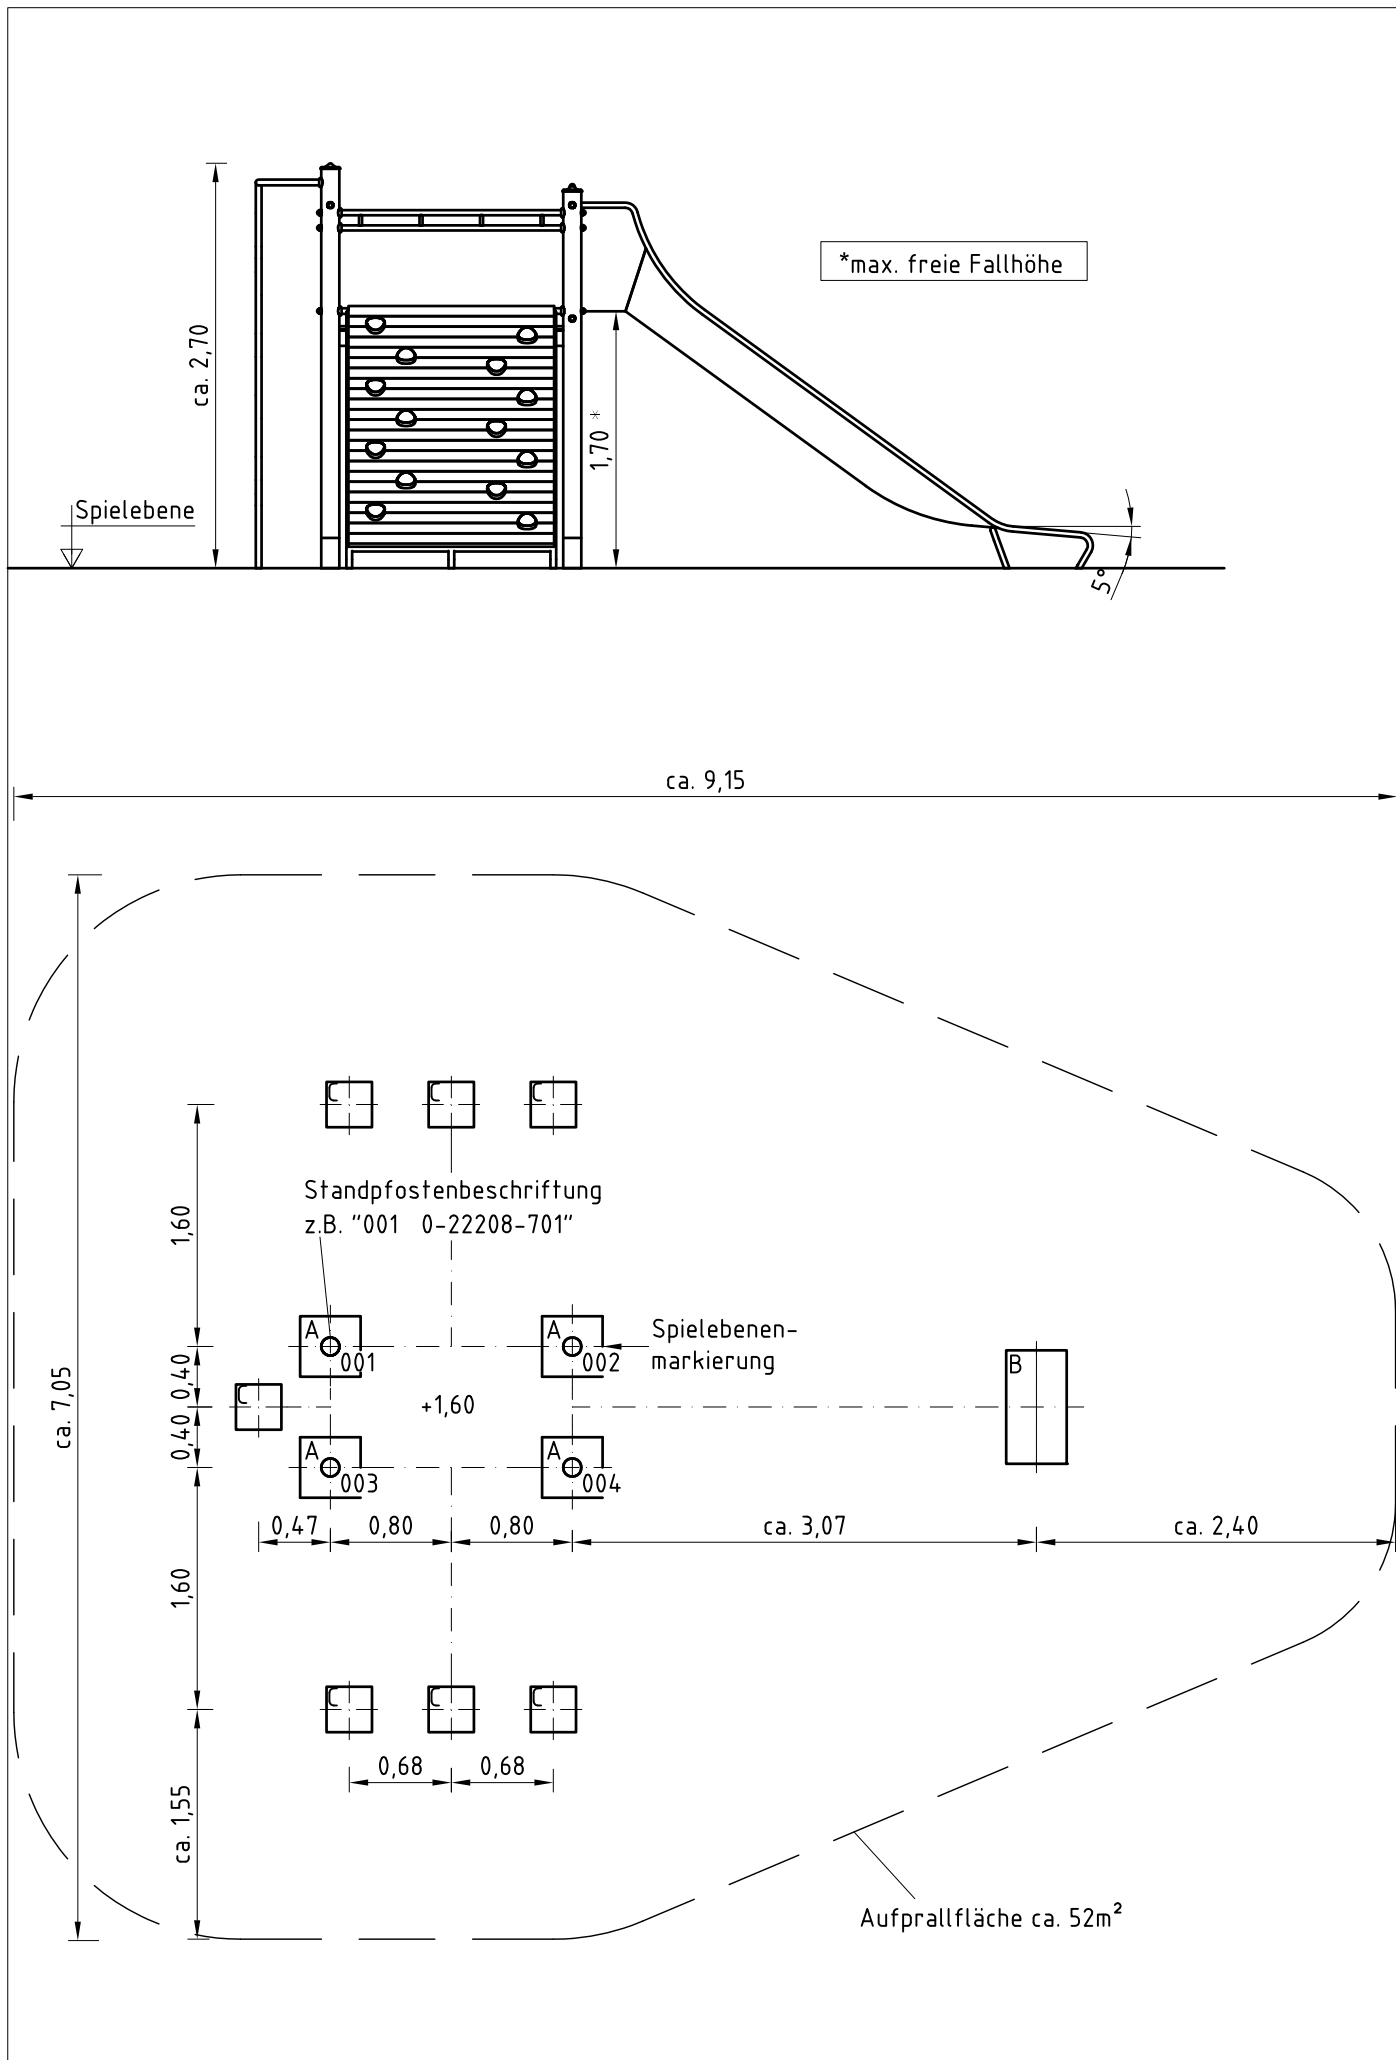 *max. freie Fallhöhe
ca. 2,70
1,70 *
Spielebene
5°
ca. 9,15
Standpfostenbeschriftung
z.B. "001 0-22208-701"
1,60
A
001
A
002
Spielebenen-
markierung
B
ca. 7,05
0,40
+1,60
0,40
A
003
A
004
0,47
0,80
0,80
ca. 3,07
ca. 2,40
1,60
C
C
C
C
C
C
C
0,68
0,68
ca. 1,55
Aufprallfläche ca. 52m²